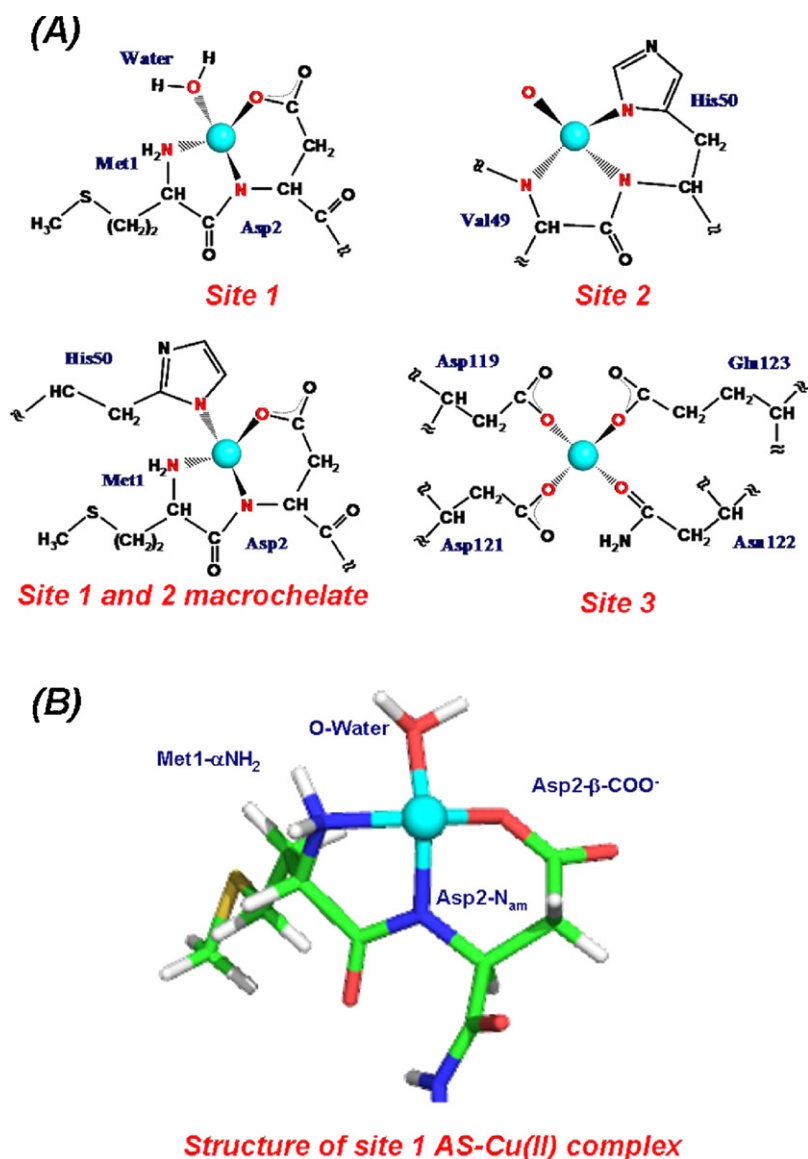 (A)
Water
H
H
O
O
O
C
H₂N
N
CH₂
Met1
S
CH
CH
H₃C
(CH₂)₂
C
C
O
O
Asp2
Site 1
N
O
N
His50
CH₂
N
N
CH
Val49
CH
C
O
Site 2
His50
N
HC
CH₂
N
O
O
C
H₂N
N
CH₂
Met1
S
CH
CH
H₃C
(CH₂)₂
C
C
O
O
Asp2
Site 1 and 2 macrochelate
Asp119
Glu123
O
O
CH
C
C
CH₂
O
O
CH₂
CH₂
CH
CH₂
O
O
CH
C
C
CH
O
H₂N
CH₂
Asp121
Asn122
Site 3
(B)
O-Water
Met1-αNH₂
Asp2-β-COO⁻
Asp2-Nam
Structure of site 1 AS-Cu(II) complex